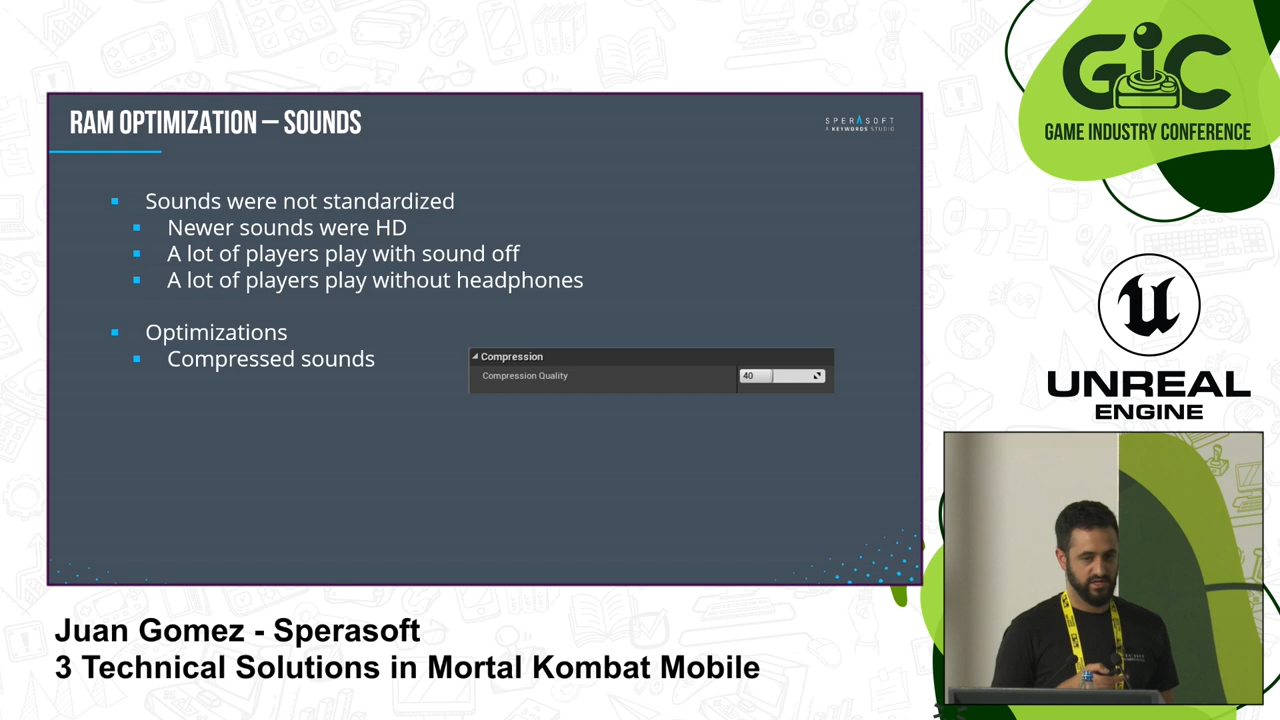 RAM OPTIMIZATION – SOUNDS
SPERASOFT
A KEYWORDS STUDIO
Sounds were not standardized
Newer sounds were HD
A lot of players play with sound off
A lot of players play without headphones
Optimizations
Compressed sounds
Compression
Compression Quality
40
GIC
GAME INDUSTRY CONFERENCE
UNREAL
ENGINE
Juan Gomez - Sperasoft
3 Technical Solutions in Mortal Kombat Mobile